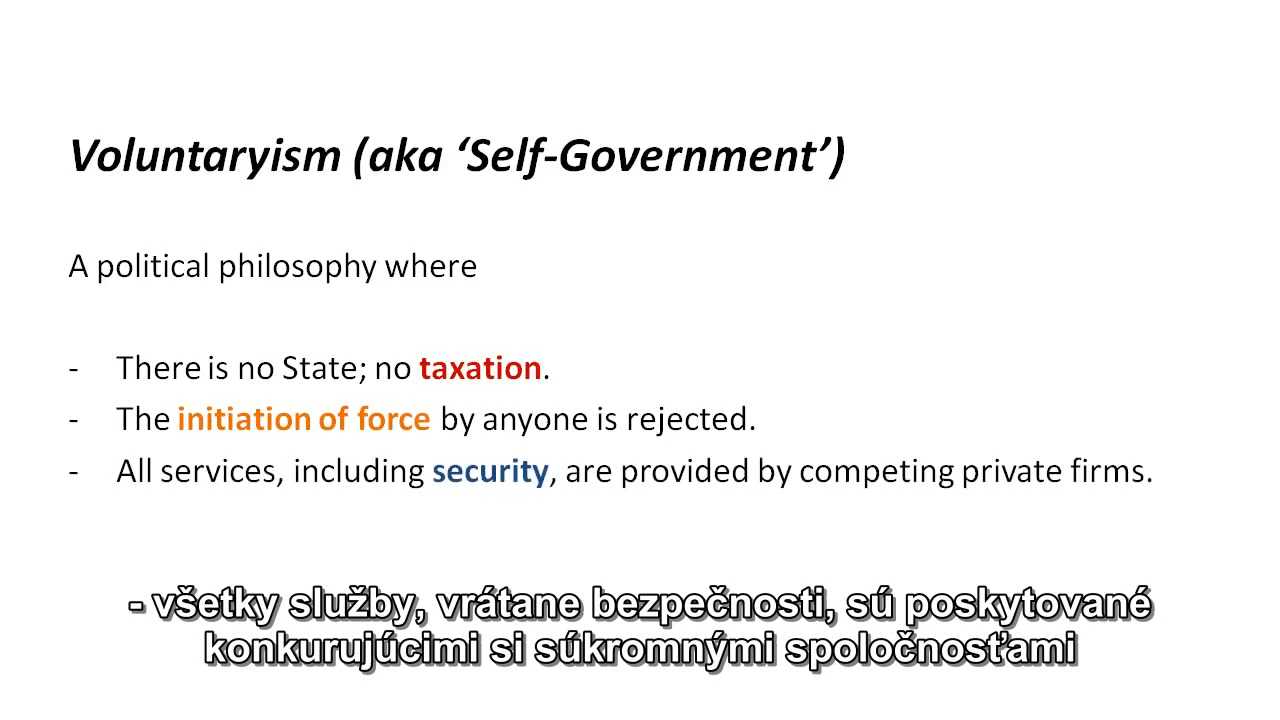 Voluntaryism (aka ‘Self-Government’)
A political philosophy where
- There is no State; no taxation.
- The initiation of force by anyone is rejected.
- All services, including security, are provided by competing private firms.
- všetky služby, vrátane bezpečnosti, sú poskytované
konkurujúcimi si súkromnými spoločnosťami